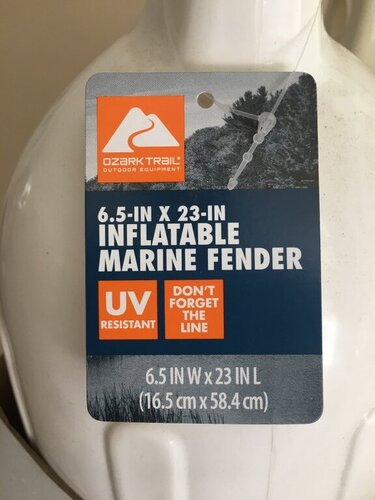 OZARK TRAIL®
OUTDOOR EQUIPMENT
6.5-IN X 23-IN
INFLATABLE
MARINE FENDER
UV
RESISTANT
DON'T
FORGET
THE
LINE
6.5 IN W x 23 IN L
(16.5 cm x 58.4 cm)